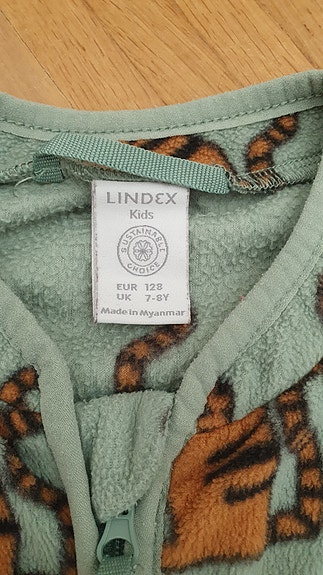 LINDEX
Kids
SUSTAINABLE
CHOICE
EUR 128
UK 7-8Y
Made in Myanmar